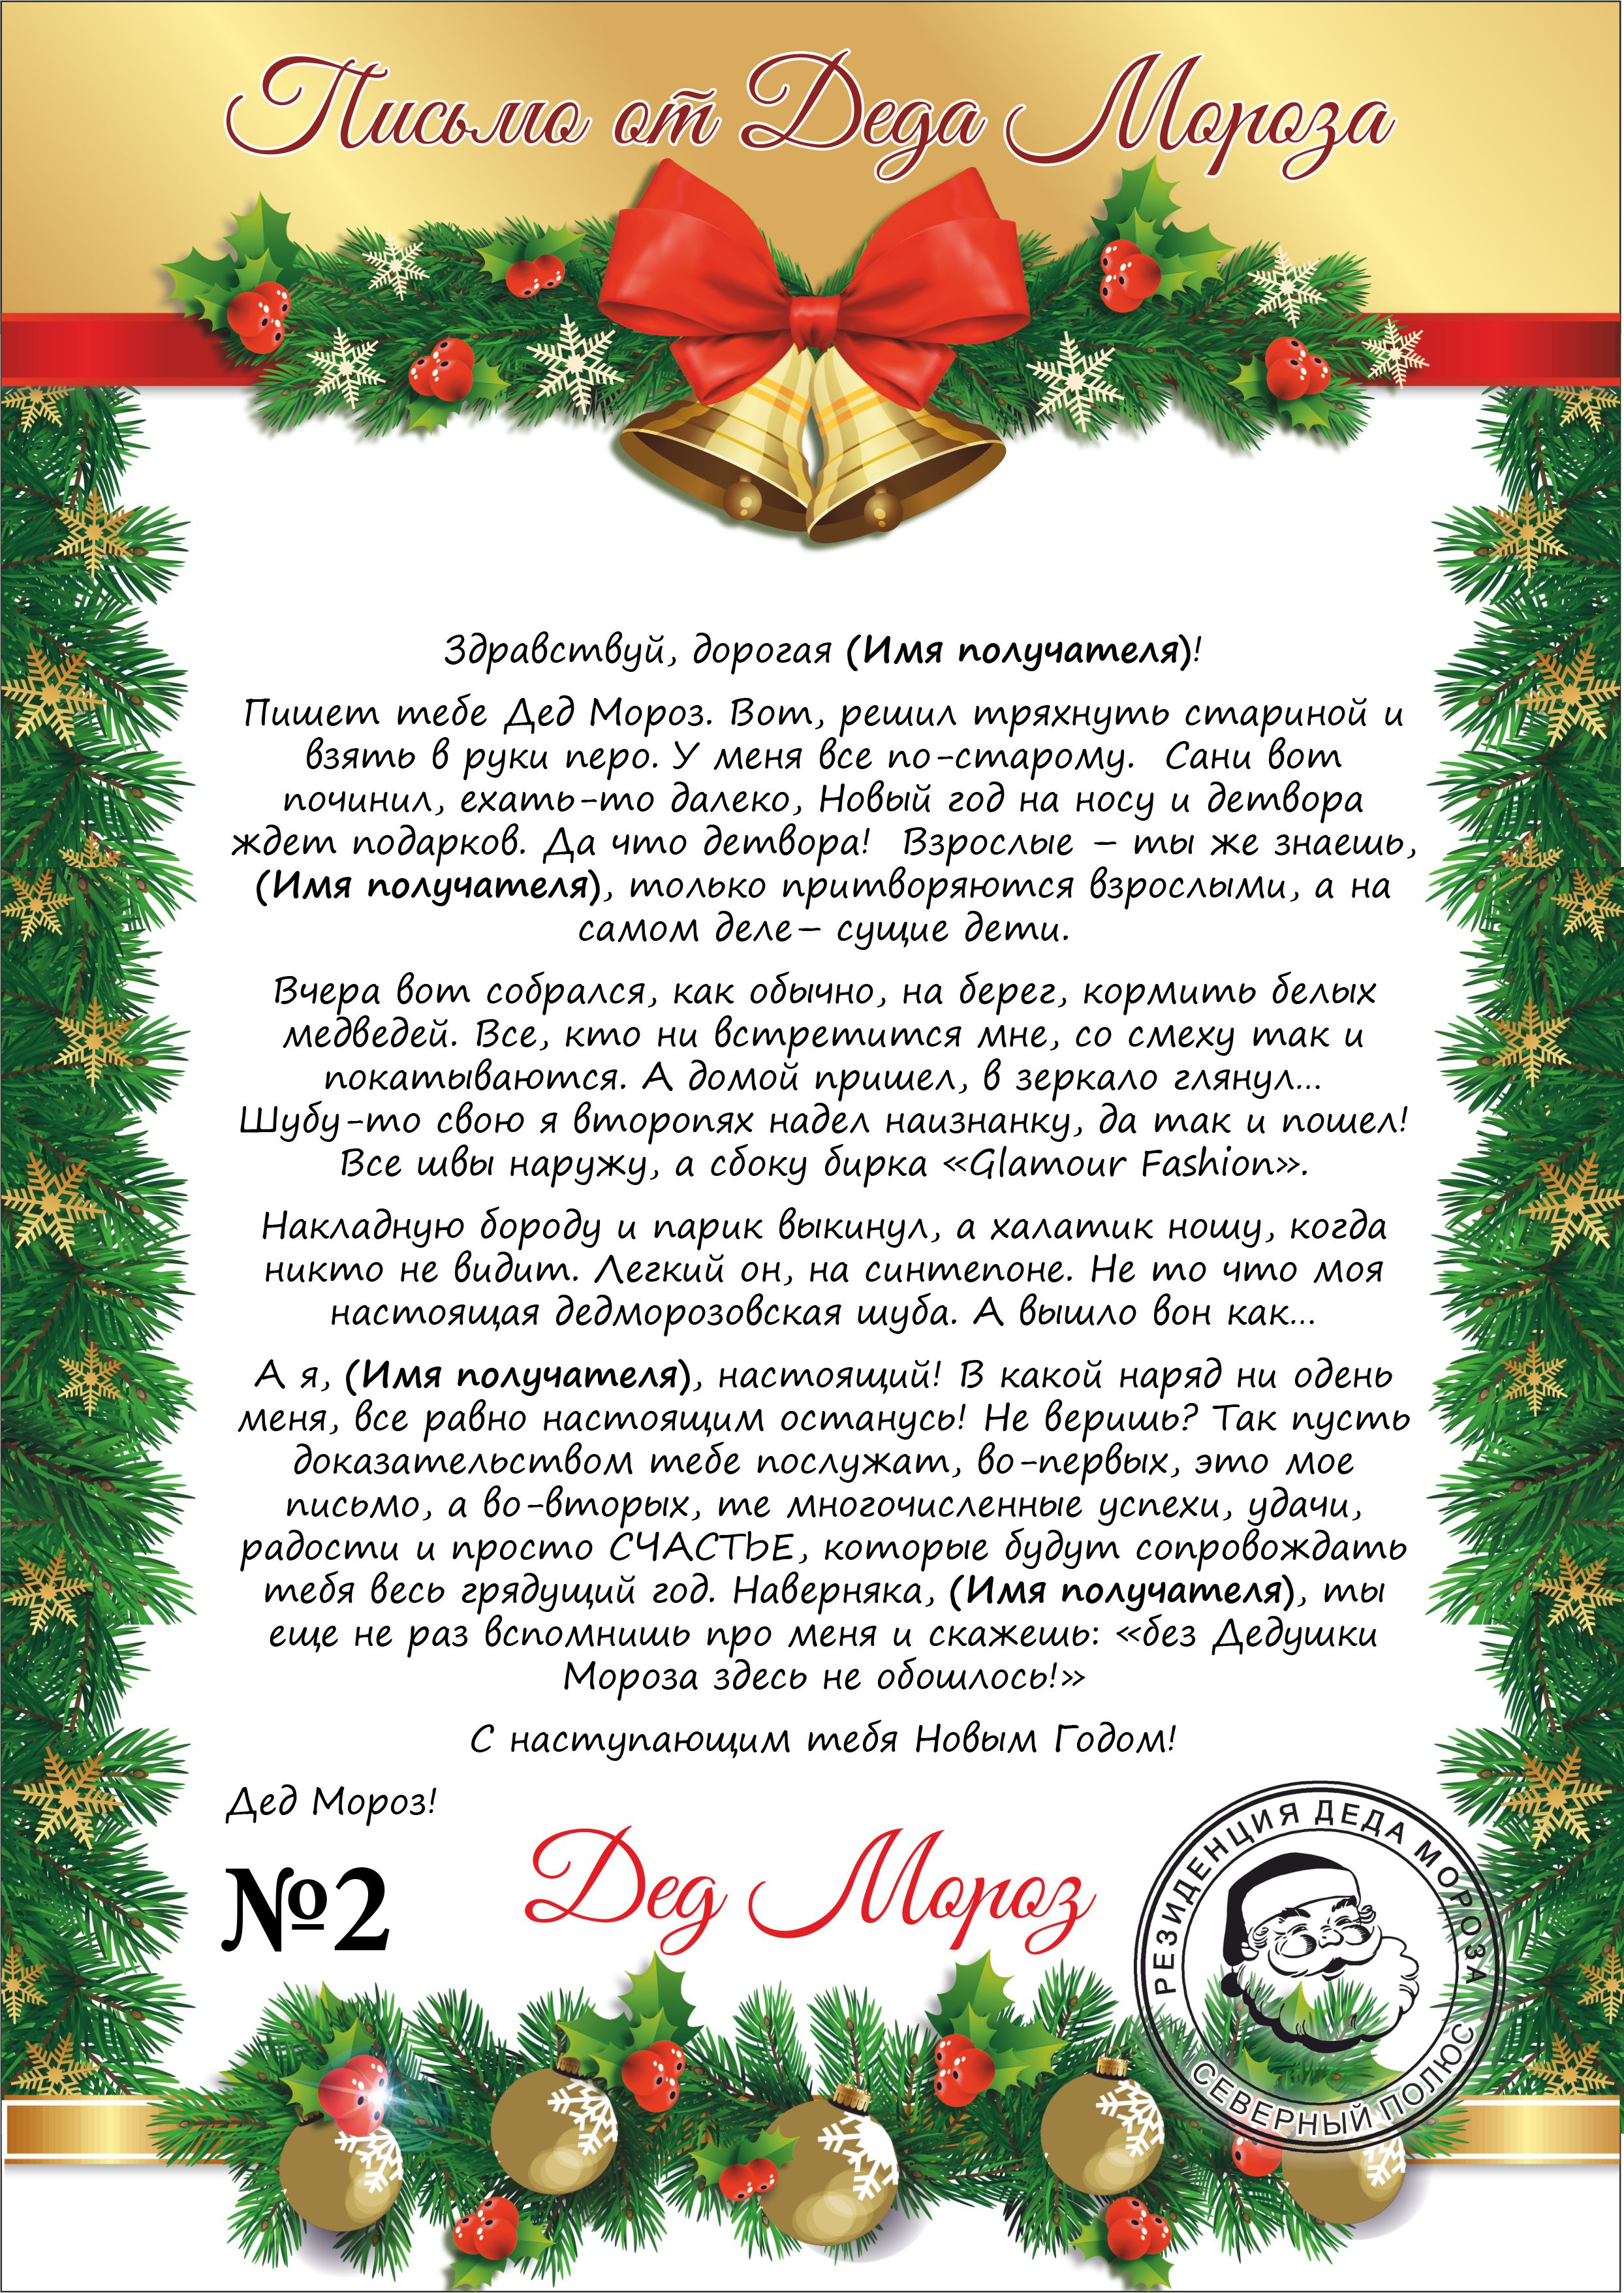 Письмо от Деда Мороза
Здравствуй, дорогая (Имя получателя)!
Пишет тебе Дед Мороз. Вот, решил тряхнуть стариной и
взять в руки перо. У меня все по-старому.  Сани вот
починил, ехать-то далеко, Новый год на носу и детвора
ждет подарков. Да что детвора!  Взрослые – ты же знаешь,
(Имя получателя), только притворяются взрослыми, а на
самом деле– сущие дети.
Вчера вот собрался, как обычно, на берег, кормить белых
медведей. Все, кто ни встретится мне, со смеху так и
покатываются. А домой пришел, в зеркало глянул...
Шубу-то свою я второпях надел наизнанку, да так и пошел!
Все швы наружу, а сбоку бирка «Glamour Fashion».
Накладную бороду и парик выкинул, а халатик ношу, когда
никто не видит. Легкий он, на синтепоне. Не то что моя
настоящая дедморозовская шуба. А вышло вон как...
А я, (Имя получателя), настоящий! В какой наряд ни одень
меня, все равно настоящим останусь! Не веришь? Так пусть
доказательством тебе послужат, во-первых, это мое
письмо, а во-вторых, те многочисленные успехи, удачи,
радости и просто СЧАСТЬЕ, которые будут сопровождать
тебя весь грядущий год. Наверняка, (Имя получателя), ты
еще не раз вспомнишь про меня и скажешь: «без Дедушки
Мороза здесь не обошлось!»
С наступающим тебя Новым Годом!
Дед Мороз!
№2
Дед Мороз
РЕЗИДЕНЦИЯ ДЕДА МОРОЗА
СЕВЕРНЫЙ ПОЛЮС